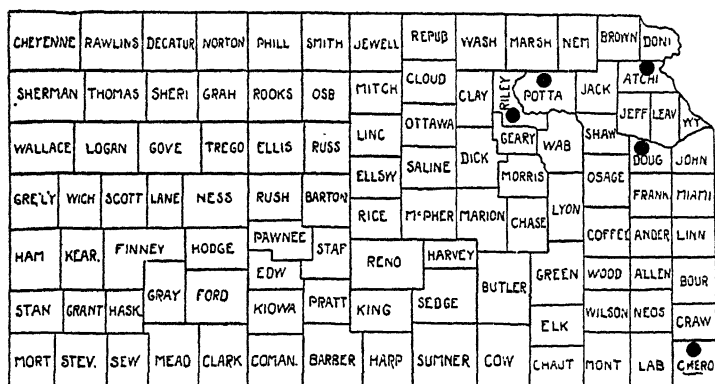 CHEYENNE RAWLINS DECATUR NORTON PHILL SMITH JEWELL REPUB WASH MARSH NEM BROWN DONI
SHERMAN THOMAS SHERI GRAH ROOKS OSB MITCH CLOUD CLAY RILEY POTTA JACK ATCHI
WALLACE LOGAN GOVE TREGO ELLIS RUSS LINC OTTAWA GEARY WAB SHAW JEFF LEAV WY
ELLSW SALINE DICK MORRIS OSAGE DOUG JOHN
GRE'LY WICH SCOTT LANE NESS RUSH BARTON RICE MCPHER MARION CHASE LYON FRANK MIAMI
HAM KEAR. FINNEY HODGE PAWNEE STAF RENO HARVEY COFFEE ANDER LINN
GRAY FORD EDW BUTLER GREEN WOOD ALLEN BOUR
STAN GRANT HASK KIOWA PRATT KING SEDGE ELK WILSON NEOS CRAW
MORT STEV. SEW MEAD CLARK COMAN. BARBER HARP SUMNER COW CHAUT MONT LAB CHERO